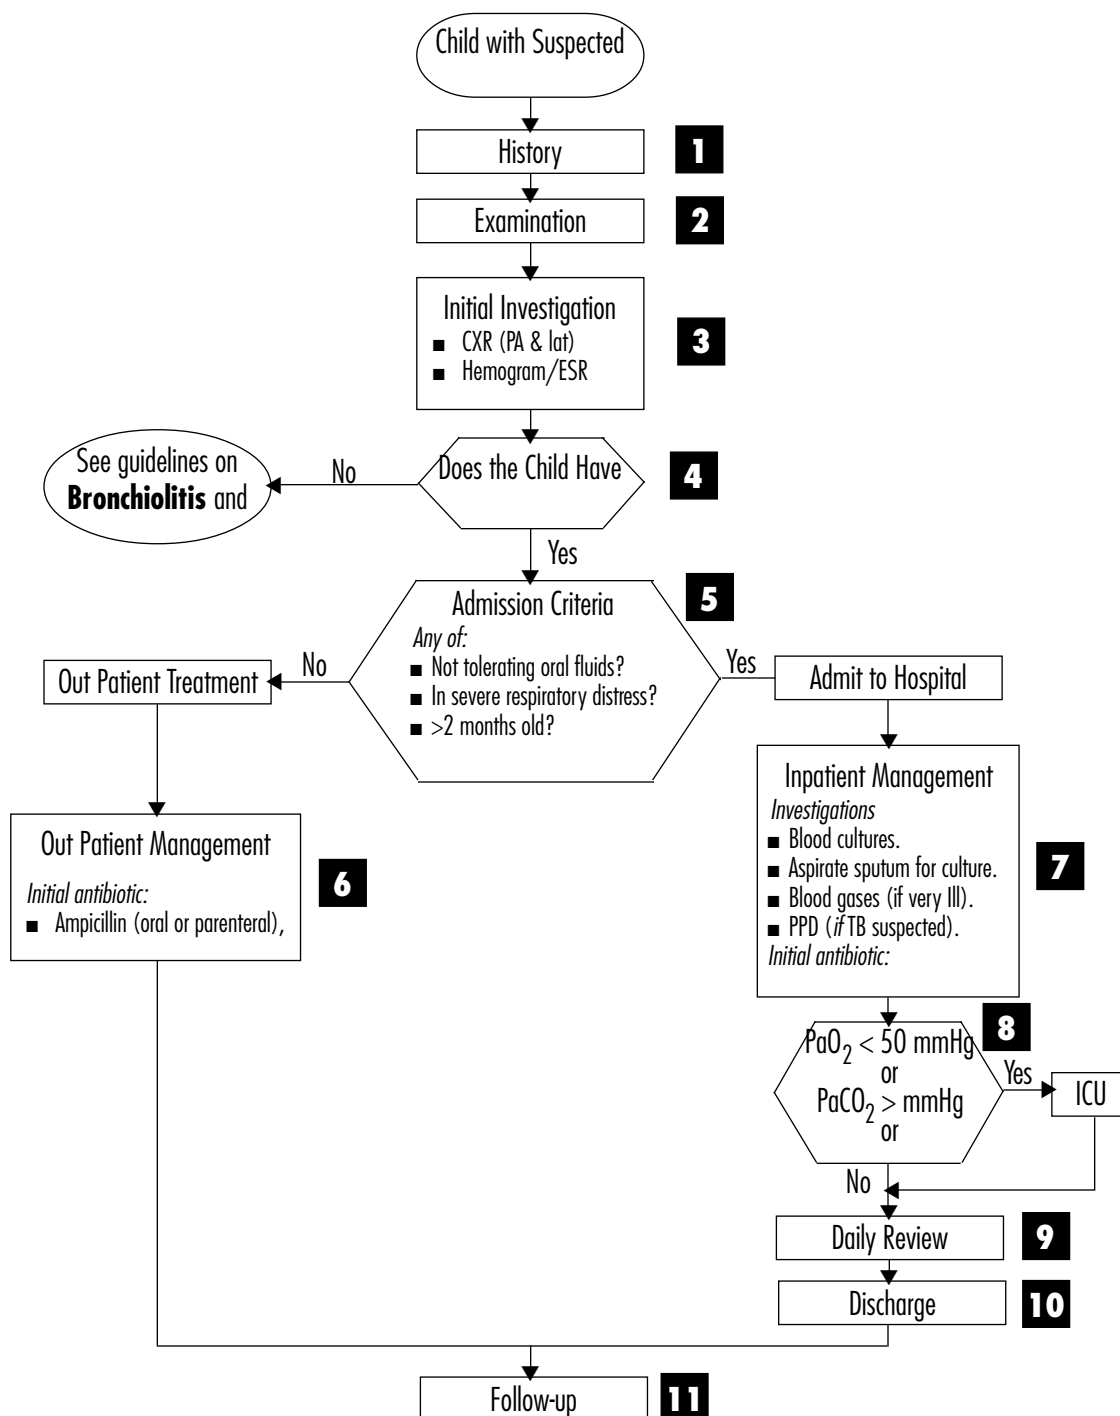 Child with Suspected
History
1
Examination
2
Initial Investigation
■ CXR (PA & lat)
■ Hemogram/ESR
3
Does the Child Have
4
No
See guidelines on
Bronchiolitis and
Yes
Admission Criteria
5
Any of:
■ Not tolerating oral fluids?
■ In severe respiratory distress?
■ >2 months old?
No
Out Patient Treatment
Yes
Admit to Hospital
Out Patient Management
Initial antibiotic:
■ Ampicillin (oral or parenteral),
6
Inpatient Management
Investigations
■ Blood cultures.
■ Aspirate sputum for culture.
■ Blood gases (if very Ill).
■ PPD (if TB suspected).
Initial antibiotic:
7
PaO2 < 50 mmHg
or
PaCO2 > mmHg
or
8
Yes
ICU
No
Daily Review
9
Discharge
10
Follow-up
11